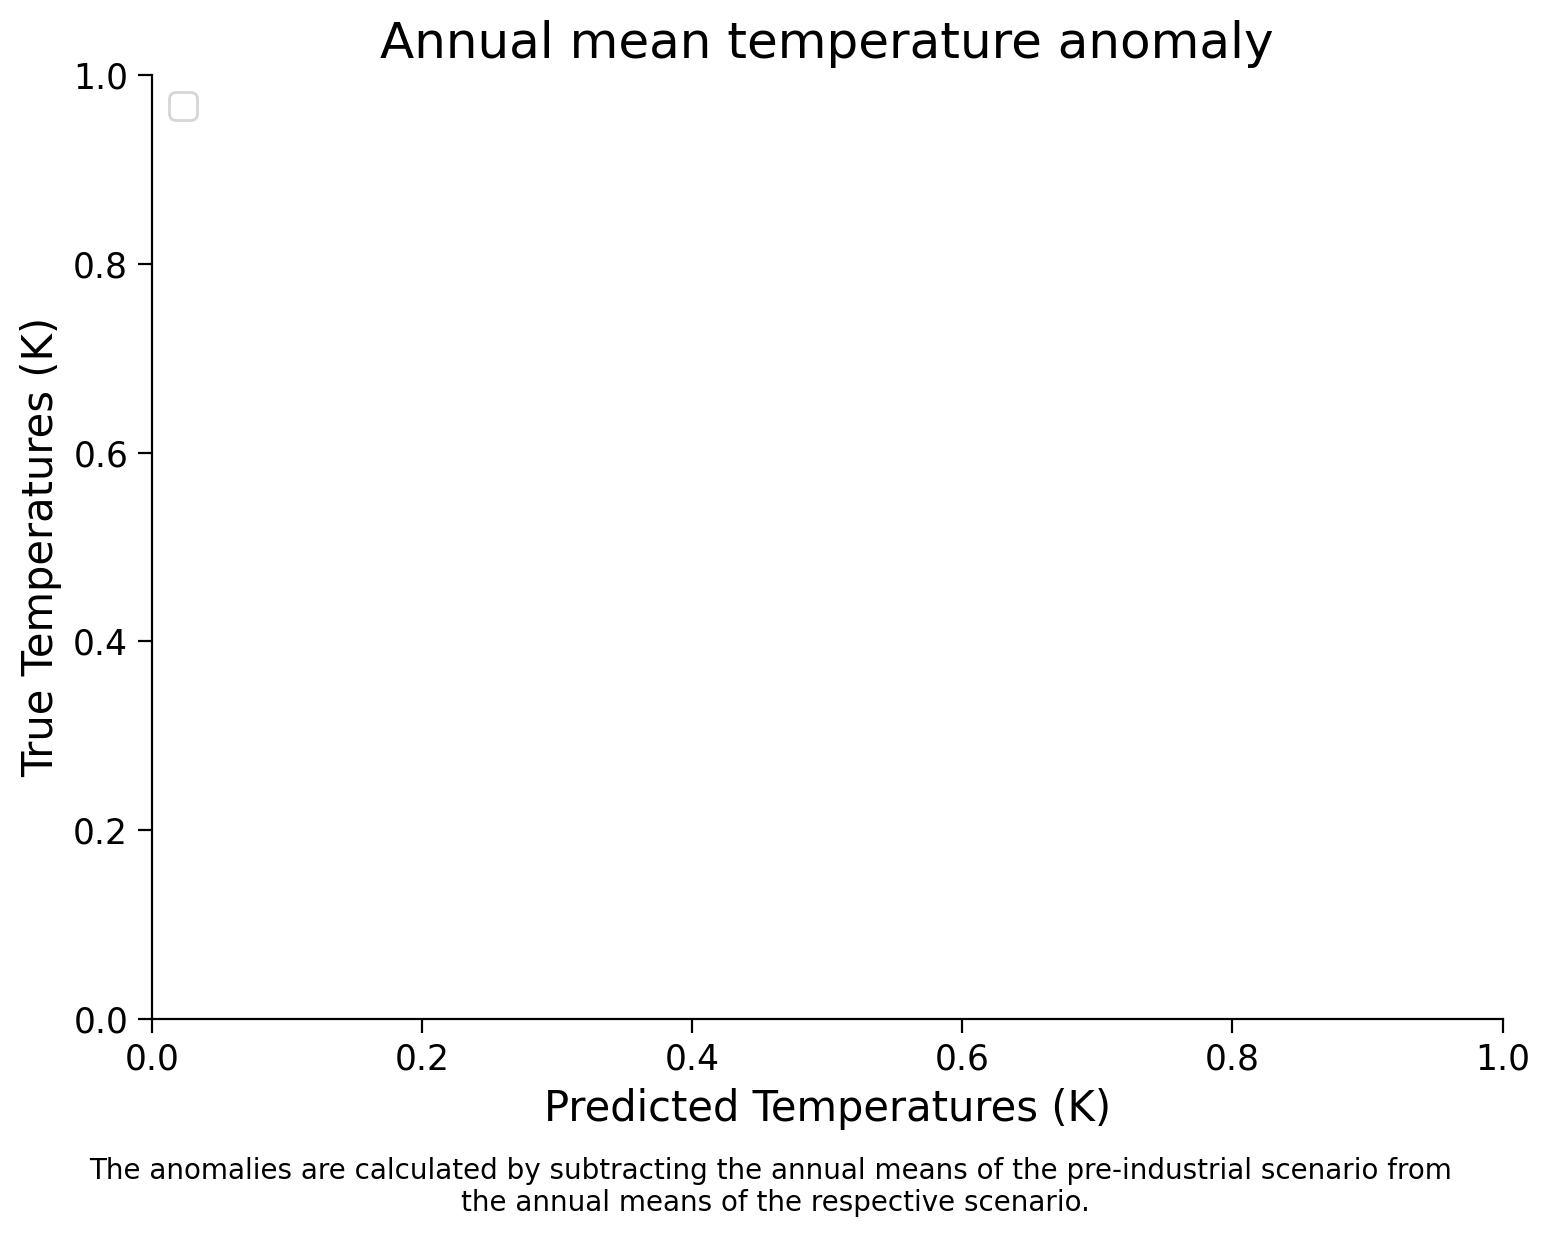 Annual mean temperature anomaly
1.0
0.8
0.6
0.4
0.2
0.0
True Temperatures (K)
0.0 0.2 0.4 0.6 0.8 1.0
Predicted Temperatures (K)
The anomalies are calculated by subtracting the annual means of the pre-industrial scenario from
the annual means of the respective scenario.